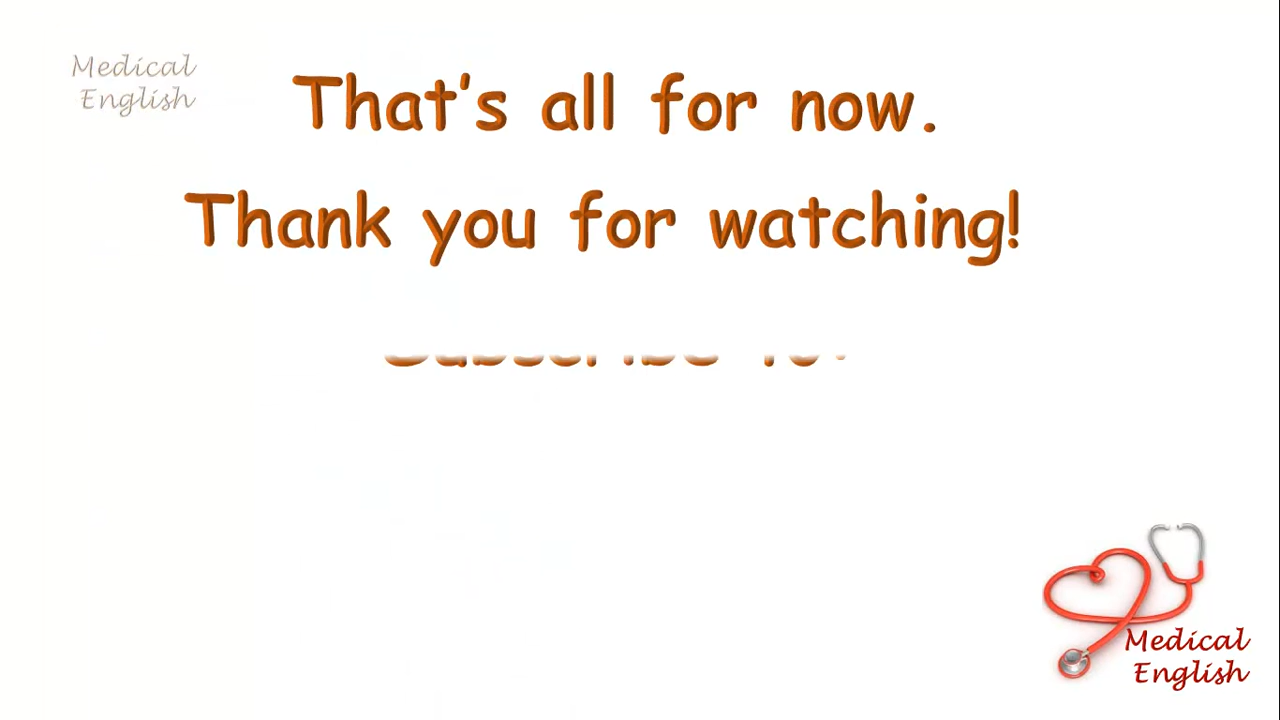 Medical
English
That's all for now.
Thank you for watching!
Medical
English